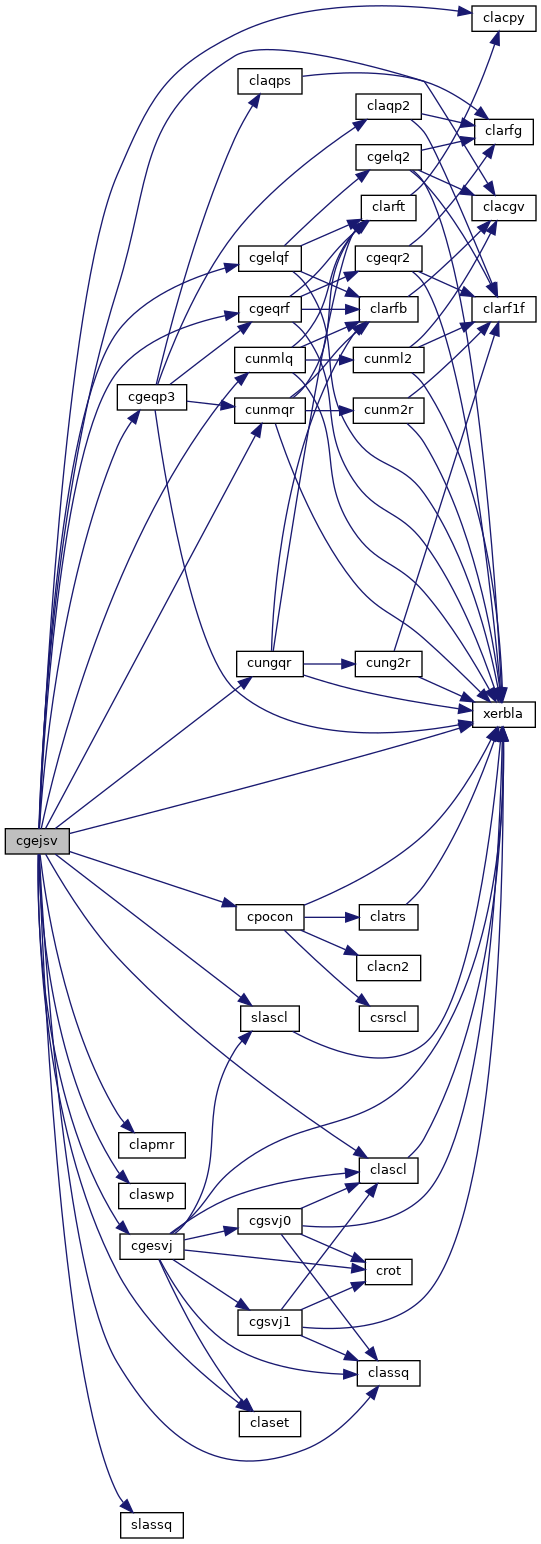 clacpy
claqps
claqp2
clarfg
cgelq2
clarft
clacgv
cgelqf
cgeqr2
cgeqrf
clarfb
clarf1f
cunmlq
cunml2
cgeqp3
cunmqr
cunm2r
cungqr
cung2r
xerbla
cgejsv
cpocon
clatrs
clacn2
slascl
csrscl
clapmr
clascl
claswp
cgsvj0
cgesvj
crot
cgsvj1
classq
claset
slassq